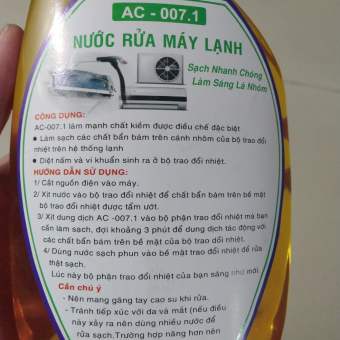 AC - 007.1
NƯỚC RỬA MÁY LẠNH
Sạch Nhanh Chóng
Làm Sáng Lá Nhôm
CÔNG DỤNG:
AC-007.1 làm mạnh chất kiềm được điều chế đặc biệt
• Làm sạch các chất bẩn bám trên cánh nhôm của bộ trao đổi
nhiệt trên hệ thống lạnh
• Diệt nấm và vi khuẩn sinh ra ở bộ trao đổi nhiệt.
HƯỚNG DẪN SỬ DỤNG:
1/ Cắt nguồn điện vào máy.
2/ Xịt nước vào bộ trao đổi nhiệt để chất bẩn bám trên bề mặt
bộ trao đổi nhiệt được tẩm ướt.
3/ Xịt dung dịch AC -007.1 vào bộ phận trao đổi nhiệt mà bạn
cần làm sạch, đợi khoảng 3 phút để dung dịch tác động với
các chất bẩn bám trên bề mặt của bộ trao đổi nhiệt.
4/ Dùng nước sạch phun vào bề mặt trao đổi nhiệt để rửa
thật sạch.
Lúc này bộ phận trao đổi nhiệt của bạn sáng như mới
Cần chú ý
- Nên mang găng tay cao su khi rửa.
- Tránh tiếp xúc với da và mắt (nếu điều
này xảy ra nên dùng nhiều nước để
rửa sạch. Trường hợp nặng hơn nên